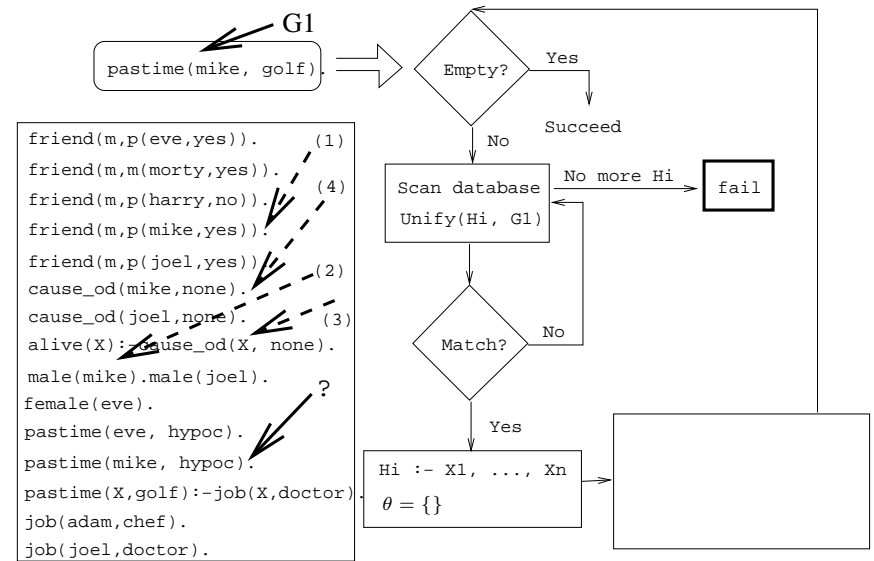 G1
pastime(mike, golf).
Empty?
Yes
Succeed
No
friend(m,p(eve,yes)). (1)
friend(m,m(morty,yes)).
friend(m,p(harry,no)). (4)
friend(m,p(mike,yes)).
friend(m,p(joel,yes))
cause_od(mike,none). (2)
cause_od(joel,none). (3)
alive(X):-cause_od(X, none).
male(mike).male(joel).
female(eve). ?
pastime(eve, hypoc).
pastime(mike, hypoc).
pastime(X,golf):-job(X,doctor).
job(adam,chef).
job(joel,doctor).
Scan database
Unify(Hi, G1)
No more Hi
fail
Match?
No
Yes
Hi :- X1, ..., Xn
θ = {}